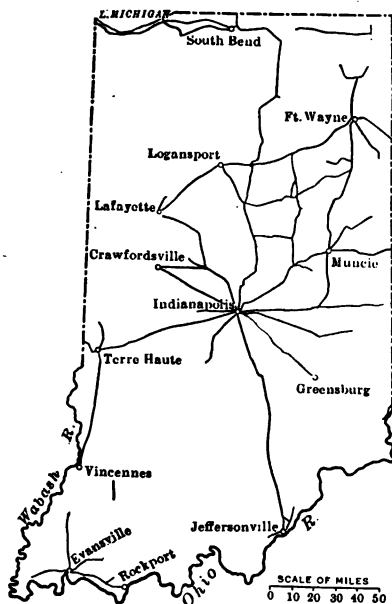 L. MICHIGAN
South Bend
Ft. Wayne
Logansport
Lafayette
Crawfordsville
Muncie
Indianapolis
Terre Haute
Greensburg
Wabash R.
Vincennes
Jeffersonville
Evansville
Rockport
Ohio R.
SCALE OF MILES
0 10 20 30 40 50